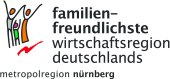 familien-
freundlichste
wirtschaftsregion
deutschlands
metropolregion nürnberg